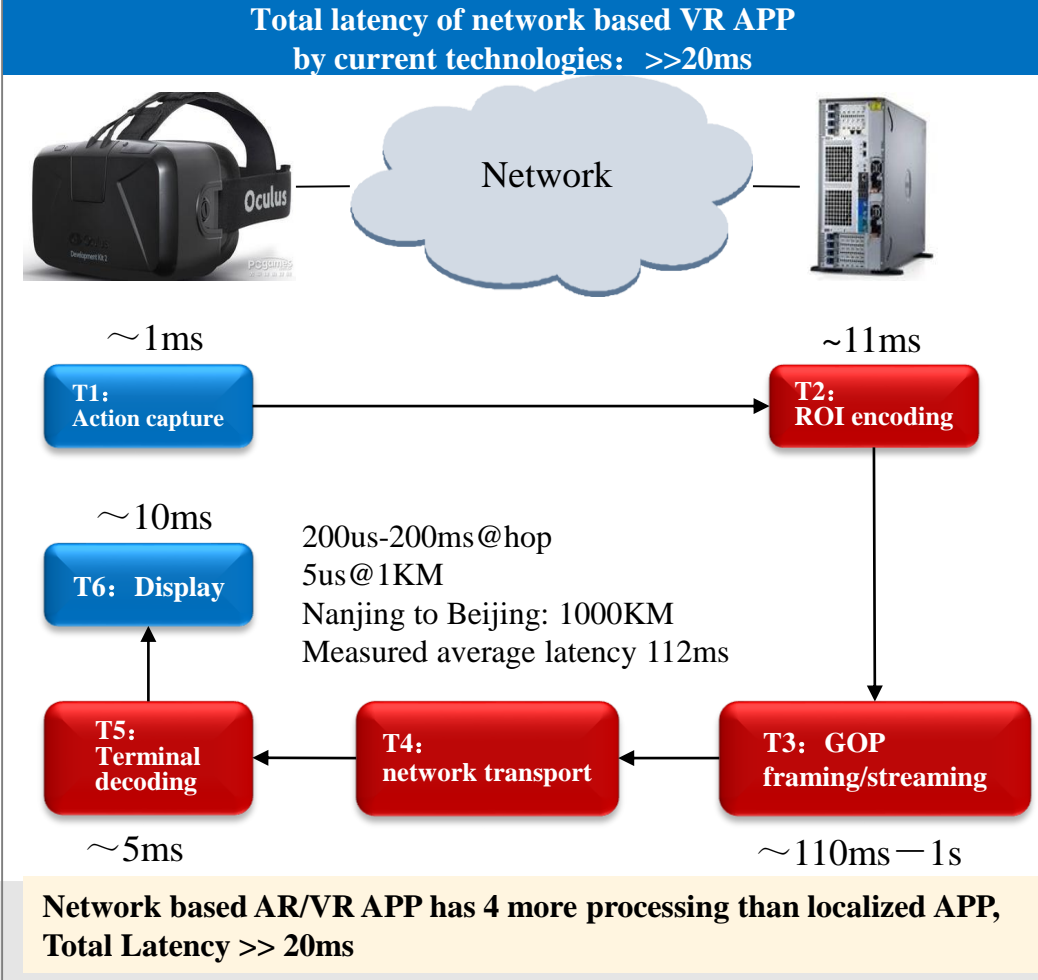 Total latency of network based VR APP
by current technologies：>>20ms
Network
Oculus
Development Kit 2
～1ms
~11ms
T1：
Action capture
T2：
ROI encoding
～10ms
T6：Display
200us-200ms@hop
5us@1KM
Nanjing to Beijing: 1000KM
Measured average latency 112ms
T5：
Terminal
decoding
T4：
network transport
T3：GOP
framing/streaming
～5ms
～110ms－1s
Network based AR/VR APP has 4 more processing than localized APP,
Total Latency >> 20ms